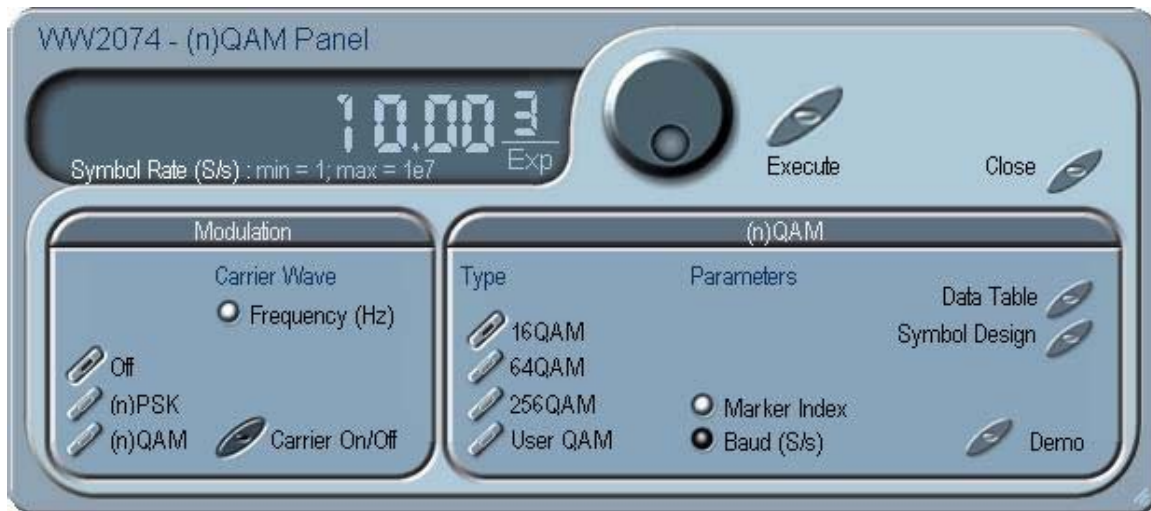 WW2074 - (n)QAM Panel
10.00 3
Exp
Symbol Rate (S/s) : min = 1; max = 1e7
Execute
Close
Modulation
Carrier Wave
Frequency (Hz)
Off
(n)PSK
(n)QAM
Carrier On/Off
(n)QAM
Type
16QAM
64QAM
256QAM
User QAM
Parameters
Marker Index
Baud (S/s)
Data Table
Symbol Design
Demo